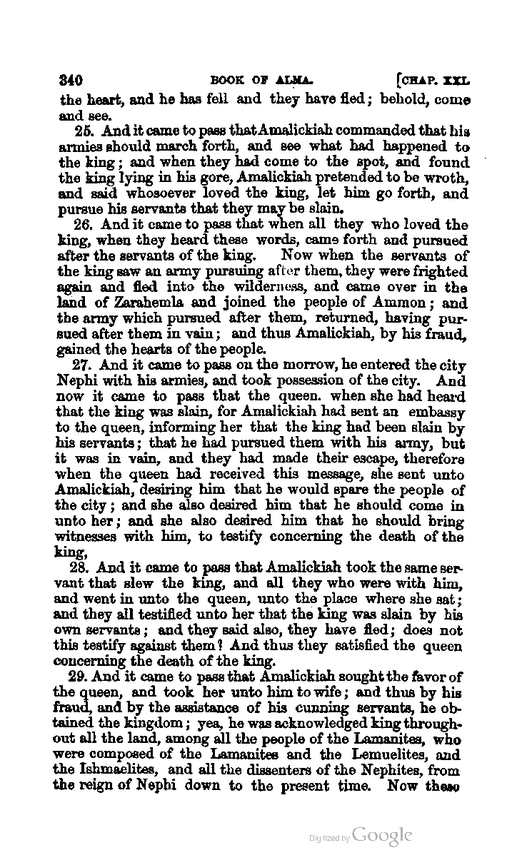 340 BOOK OF ALMA. [CHAP. XXI.
the heart, and he has fell and they have fled; behold, come
and see.
25. And it came to pass that Amalickiah commanded that his
armies should march forth, and see what had happened to
the king; and when they had come to the spot, and found
the king lying in his gore, Amalickiah pretended to be wroth,
and said whosoever loved the king, let him go forth, and
pursue his servants that they may be slain.
26. And it came to pass that when all they who loved the
king, when they heard these words, came forth and pursued
after the servants of the king. Now when the servants of
the king saw an army pursuing after them, they were frighted
again and fled into the wilderness, and came over in the
land of Zarahemla and joined the people of Ammon; and
the army which pursued after them, returned, having pur-
sued after them in vain; and thus Amalickiah, by his fraud,
gained the hearts of the people.
27. And it came to pass on the morrow, he entered the city
Nephi with his armies, and took possession of the city. And
now it came to pass that the queen. when she had heard
that the king was slain, for Amalickiah had sent an embassy
to the queen, informing her that the king had been slain by
his servants; that he had pursued them with his army, but
it was in vain, and they had made their escape, therefore
when the queen had received this message, she sent unto
Amalickiah, desiring him that he would spare the people of
the city; and she also desired him that he should come in
unto her; and she also desired him that he should bring
witnesses with him, to testify concerning the death of the
king,
28. And it came to pass that Amalickiah took the same ser-
vant that slew the king, and all they who were with him,
and went in unto the queen, unto the place where she sat;
and they all testified unto her that the king was slain by his
own servants; and they said also, they have fled; does not
this testify against them? And thus they satisfied the queen
concerning the death of the king.
29. And it came to pass that Amalickiah sought the favor of
the queen, and took her unto him to wife; and thus by his
fraud, and by the assistance of his cunning servants, he ob-
tained the kingdom; yea, he was acknowledged king through-
out all the land, among all the people of the Lamanites, who
were composed of the Lamanites and the Lemuelites, and
the Ishmaelites, and all the dissenters of the Nephites, from
the reign of Nephi down to the present time. Now these
Digitized by Google